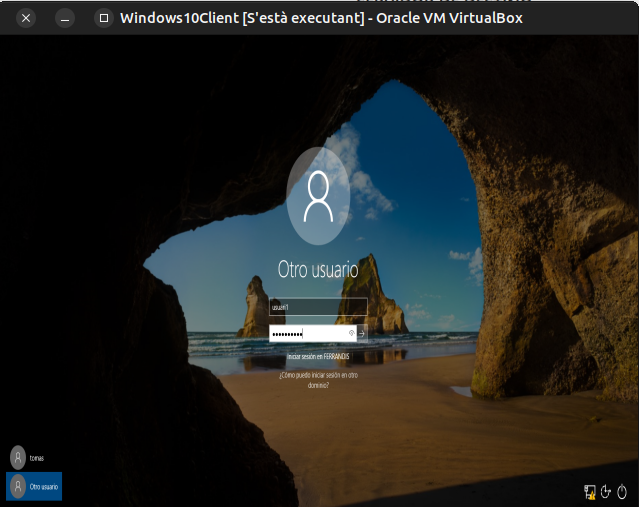 Windows10Client [S'està executant] - Oracle VM VirtualBox
Otro usuario
usuari1
Iniciar sesión en FERRANDIS
¿Cómo puedo iniciar sesión en otro
dominio?
tomas
Otro usuario